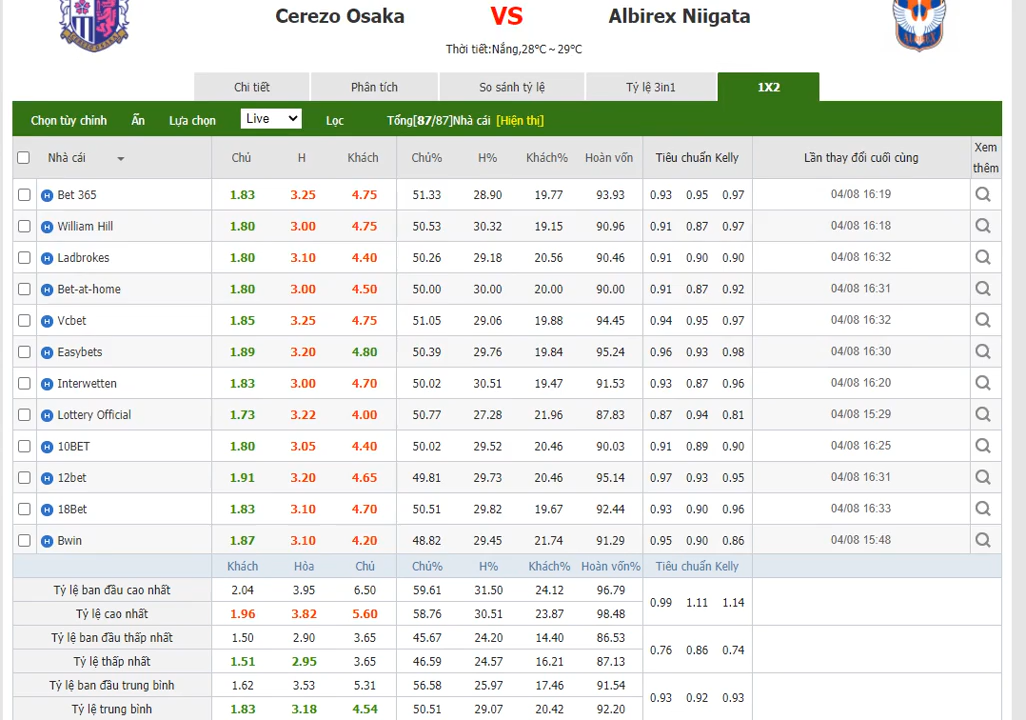 Cerezo Osaka VS Albirex Niigata
Thời tiết:Nắng,28℃～29℃
Chi tiết Phân tích So sánh tỷ lệ Tỷ lệ 3in1 1X2
Chọn tùy chỉnh Ẩn Lựa chọn Live Lọc Tổng[87/87]Nhà cái [Hiện thị]
Nhà cái Chủ H Khách Chủ% H% Khách% Hoàn vốn Tiêu chuẩn Kelly Lần thay đổi cuối cùng Xem thêm
H Bet 365 1.83 3.25 4.75 51.33 28.90 19.77 93.93 0.93 0.95 0.97 04/08 16:19
H William Hill 1.80 3.00 4.75 50.53 30.32 19.15 90.96 0.91 0.87 0.97 04/08 16:18
H Ladbrokes 1.80 3.10 4.40 50.26 29.18 20.56 90.46 0.91 0.90 0.90 04/08 16:32
H Bet-at-home 1.80 3.00 4.50 50.00 30.00 20.00 90.00 0.91 0.87 0.92 04/08 16:31
H Vcbet 1.85 3.25 4.75 51.05 29.06 19.88 94.45 0.94 0.95 0.97 04/08 16:32
H Easybets 1.89 3.20 4.80 50.39 29.76 19.84 95.24 0.96 0.93 0.98 04/08 16:30
H Interwetten 1.83 3.00 4.70 50.02 30.51 19.47 91.53 0.93 0.87 0.96 04/08 16:20
H Lottery Official 1.73 3.22 4.00 50.77 27.28 21.96 87.83 0.87 0.94 0.81 04/08 15:29
H 10BET 1.80 3.05 4.40 50.02 29.52 20.46 90.03 0.91 0.89 0.90 04/08 16:25
H 12bet 1.91 3.20 4.65 49.81 29.73 20.46 95.14 0.97 0.93 0.95 04/08 16:31
H 18Bet 1.83 3.10 4.70 50.51 29.82 19.67 92.44 0.93 0.90 0.96 04/08 16:33
H Bwin 1.87 3.10 4.20 48.82 29.45 21.74 91.29 0.95 0.90 0.86 04/08 15:48
Khách Hòa Chủ Chủ% H% Khách% Hoàn vốn% Tiêu chuẩn Kelly
Tỷ lệ ban đầu cao nhất 2.04 3.95 6.50 59.61 31.50 24.12 96.79
0.99 1.11 1.14
Tỷ lệ cao nhất 1.96 3.82 5.60 58.76 30.51 23.87 98.48
Tỷ lệ ban đầu thấp nhất 1.50 2.90 3.65 45.67 24.20 14.40 86.53
0.76 0.86 0.74
Tỷ lệ thấp nhất 1.51 2.95 3.65 46.59 24.57 16.21 87.13
Tỷ lệ ban đầu trung bình 1.62 3.53 5.31 56.58 25.97 17.46 91.54
0.93 0.92 0.93
Tỷ lệ trung bình 1.83 3.18 4.54 50.51 29.07 20.42 92.20